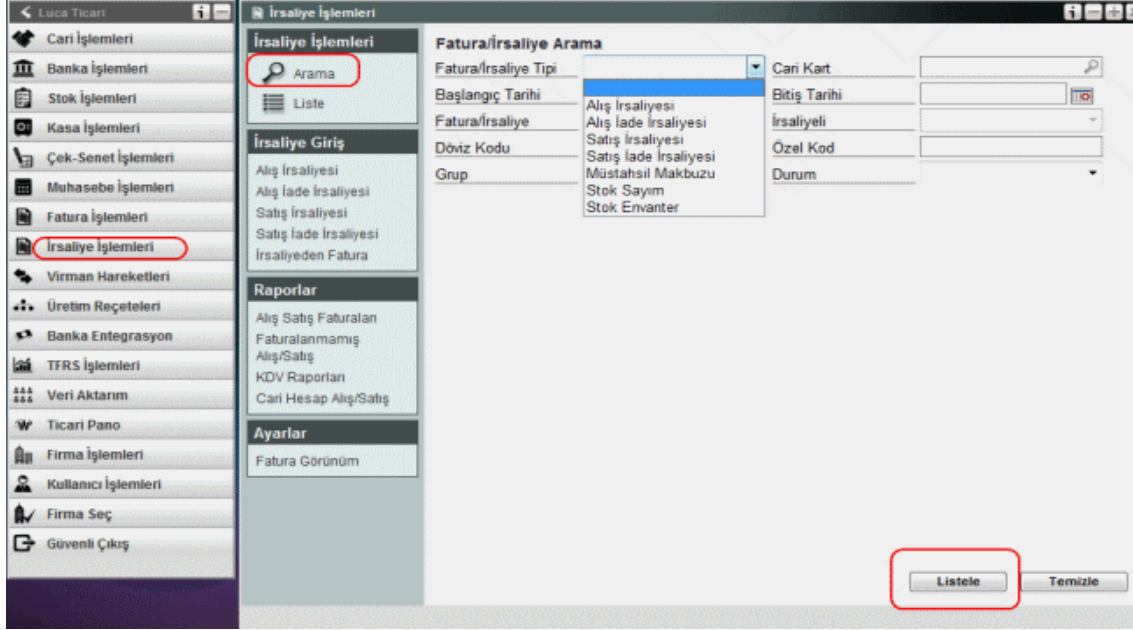 Luca Ticari
Cari İşlemleri
Banka İşlemleri
Stok İşlemleri
Kasa İşlemleri
Çek-Senet İşlemleri
Muhasebe İşlemleri
Fatura İşlemleri
İrsaliye İşlemleri
Virman Hareketleri
Üretim Reçeteleri
Banka Entegrasyon
TFRS İşlemleri
Veri Aktarım
Ticari Pano
Firma İşlemleri
Kullanıcı İşlemleri
Firma Seç
Güvenli Çıkış
İrsaliye İşlemleri
İrsaliye İşlemleri
Arama
Liste
İrsaliye Giriş
Alış İrsaliyesi
Alış İade İrsaliyesi
Satış İrsaliyesi
Satış İade İrsaliyesi
İrsaliyeden Fatura
Raporlar
Alış Satış Faturaları
Faturalanmamış
Alış/Satış
KDV Raporları
Cari Hesap Alış/Satış
Ayarlar
Fatura Görünüm
Fatura/İrsaliye Arama
Fatura/İrsaliye Tipi
Cari Kart
Başlangıç Tarihi
Bitiş Tarihi
Fatura/İrsaliye
İrsaliyeli
Döviz Kodu
Özel Kod
Grup
Durum
Alış İrsaliyesi
Alış İade İrsaliyesi
Satış İrsaliyesi
Satış İade İrsaliyesi
Müstahsil Makbuzu
Stok Sayım
Stok Envanter
Listele
Temizle